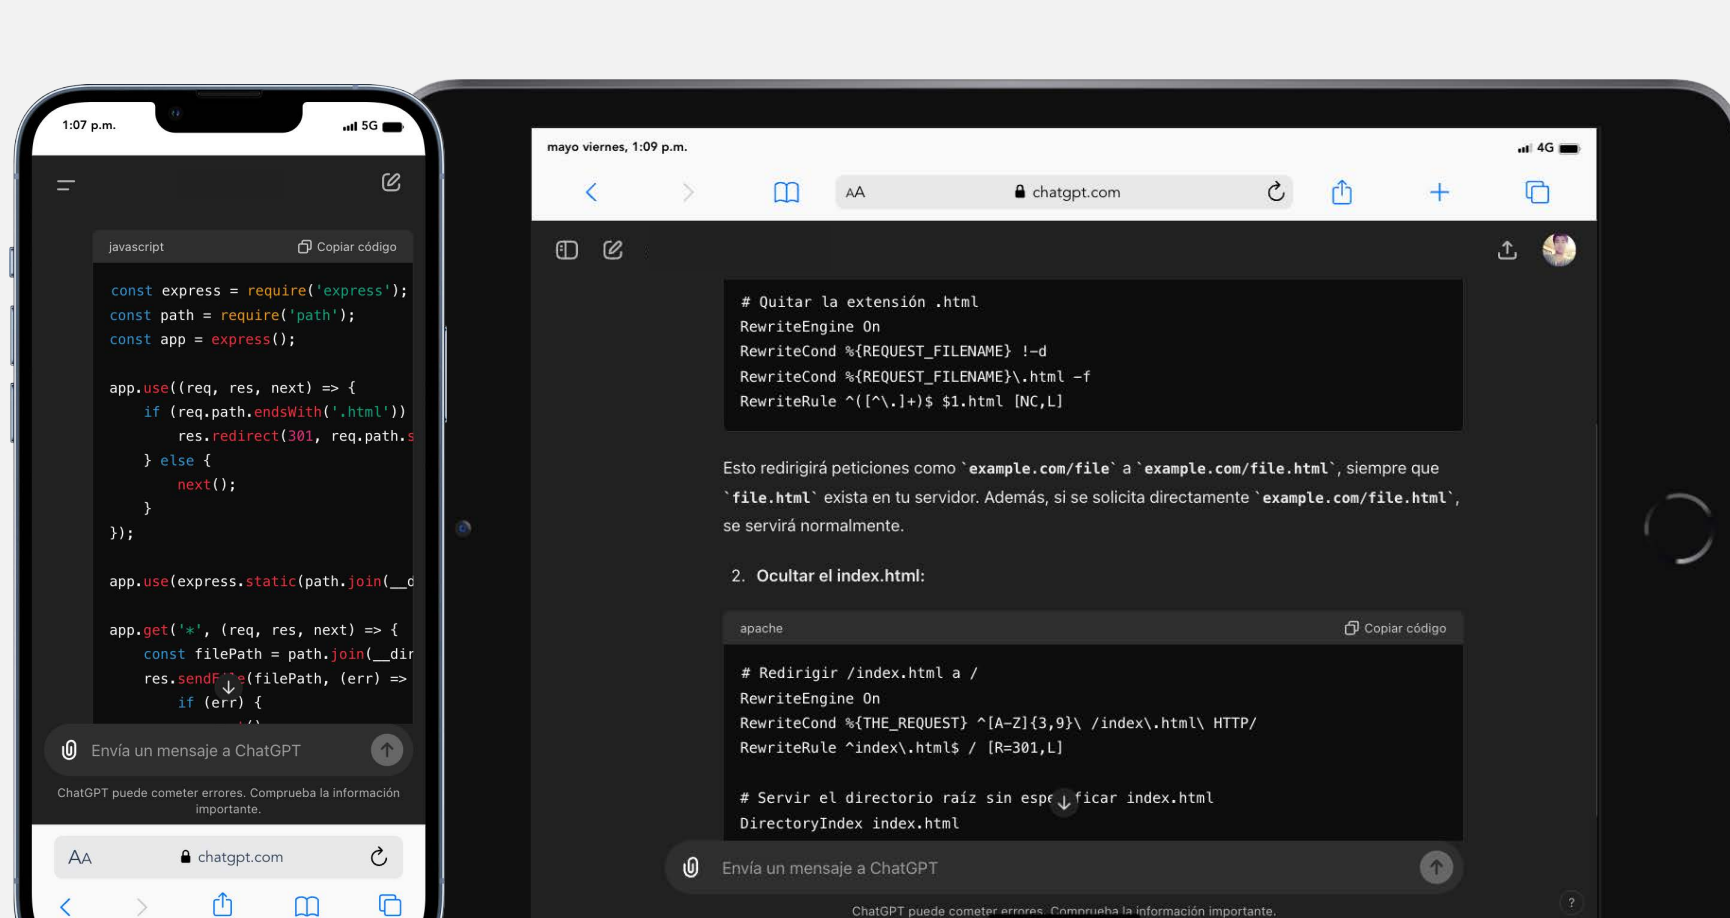 1:07 p.m.
5G
javascript
Copiar código
const express = require('express');
const path = require('path');
const app = express();
app.use((req, res, next) => {
if (req.path.endsWith('.html'))
res.redirect(301, req.path.s
} else {
next();
}
});
app.use(express.static(path.join(__d
app.get('*', (req, res, next) => {
const filePath = path.join(__dir
res.sendFile(filePath, (err) =>
if (err) {
Envía un mensaje a ChatGPT
ChatGPT puede cometer errores. Comprueba la información
importante.
AA
chatgpt.com
mayo viernes, 1:09 p.m.
4G
AA
chatgpt.com
# Quitar la extensión .html
RewriteEngine On
RewriteCond %{REQUEST_FILENAME} !-d
RewriteCond %{REQUEST_FILENAME}\.html -f
RewriteRule ^([^\.]+)$ $1.html [NC,L]
Esto redirigirá peticiones como `example.com/file` a `example.com/file.html`, siempre que
`file.html` exista en tu servidor. Además, si se solicita directamente `example.com/file.html`,
se servirá normalmente.
2. Ocultar el index.html:
apache
Copiar código
# Redirigir /index.html a /
RewriteEngine On
RewriteCond %{THE_REQUEST} ^[A-Z]{3,9}\ /index\.html\ HTTP/
RewriteRule ^index\.html$ / [R=301,L]
# Servir el directorio raíz sin especificar index.html
DirectoryIndex index.html
Envía un mensaje a ChatGPT
ChatGPT puede cometer errores. Comprueba la información importante.
?